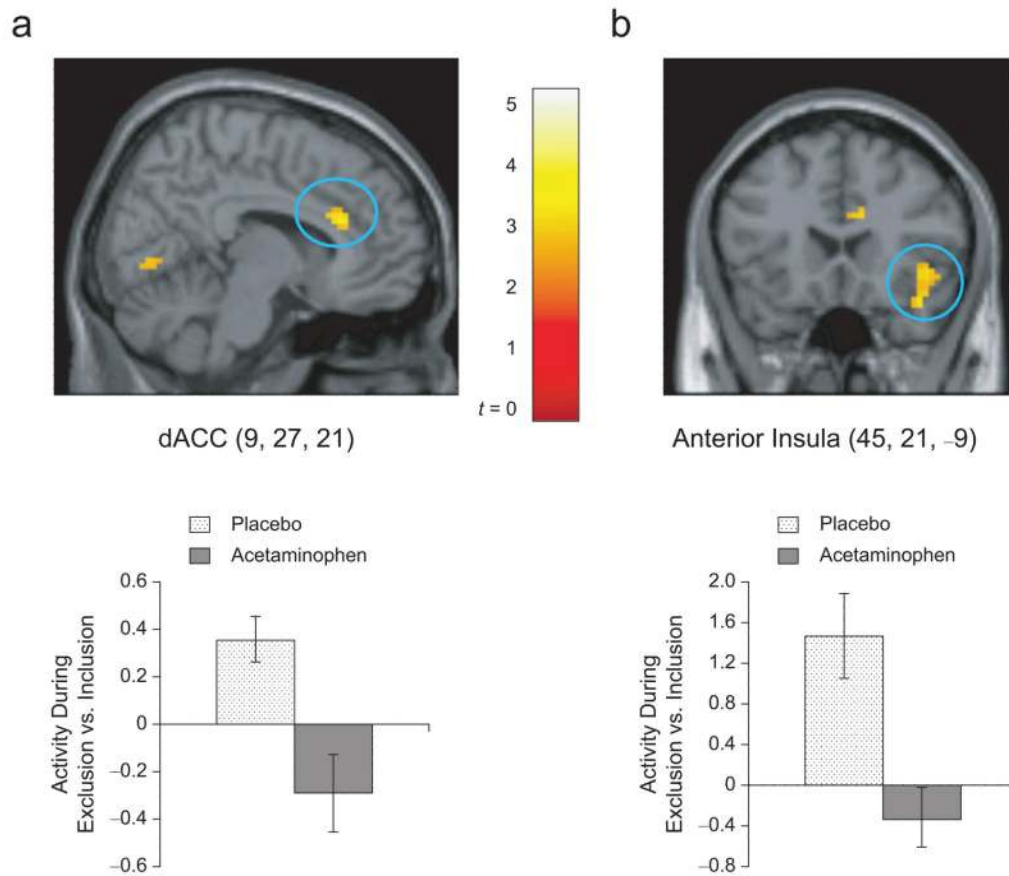 a
b
5
4
3
2
1
t = 0
dACC (9, 27, 21)
Anterior Insula (45, 21, –9)
Placebo
Acetaminophen
Activity During
Exclusion vs. Inclusion
0.6
0.4
0.2
0
–0.2
–0.4
–0.6
Placebo
Acetaminophen
Activity During
Exclusion vs. Inclusion
2.0
1.6
1.2
0.8
0.4
0
–0.4
–0.8